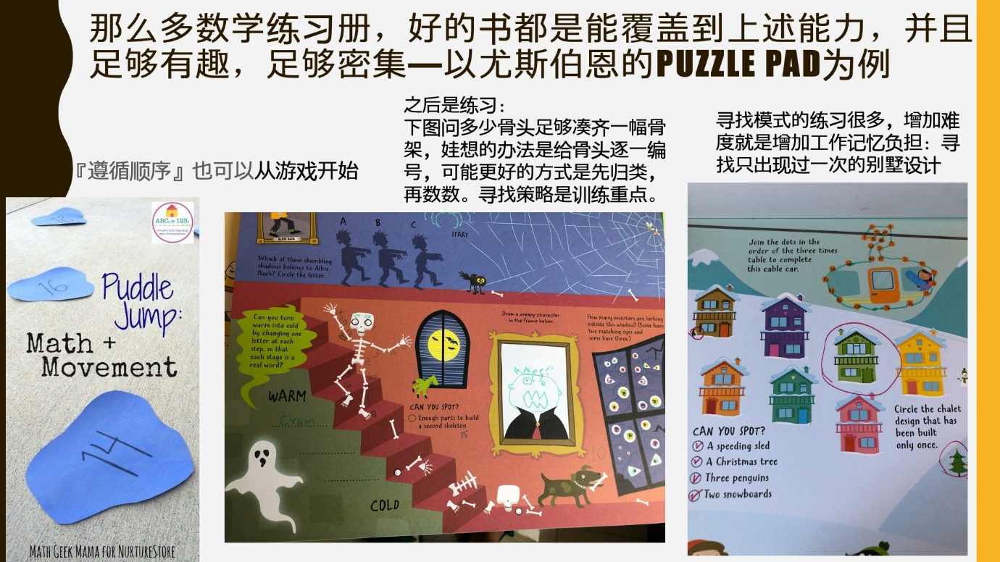 那么多数学练习册，好的书都是能覆盖到上述能力，并且
足够有趣，足够密集—以尤斯伯恩的PUZZLE PAD为例
『遵循顺序』也可以从游戏开始
之后是练习：
下图问多少骨头足够凑齐一幅骨
架，娃想的办法是给骨头逐一编
号，可能更好的方式是先归类，
再数数。寻找策略是训练重点。
寻找模式的练习很多，增加难
度就是增加工作记忆负担：寻
找只出现过一次的别墅设计
ABCs & 123s
16
Puddle
Jump:
Math +
Movement
14
MATH GEEK MAMA FOR NURTURESTORE
ALBIE BACK
A
B
C
START
Which of these shambling
shadows belongs to Albie
Back? Circle the letter.
Can you turn
warm into cold
by changing one
letter at each
step, so that
each stage is a
real word?
WARM
Cram
COLD
CAN YOU SPOT?
Enough parts to build
a second skeleton
15
Draw a creepy character
in the frame below.
How many monsters are lurking
outside this window? (Some have
two matching eyes and
some have three.)
10
Join the dots in the
order of the three times
table to complete
this cable car.
CAN YOU SPOT?
A speeding sled
A Christmas tree
Three penguins
Two snowboards
Circle the chalet
design that has
been built
only once.